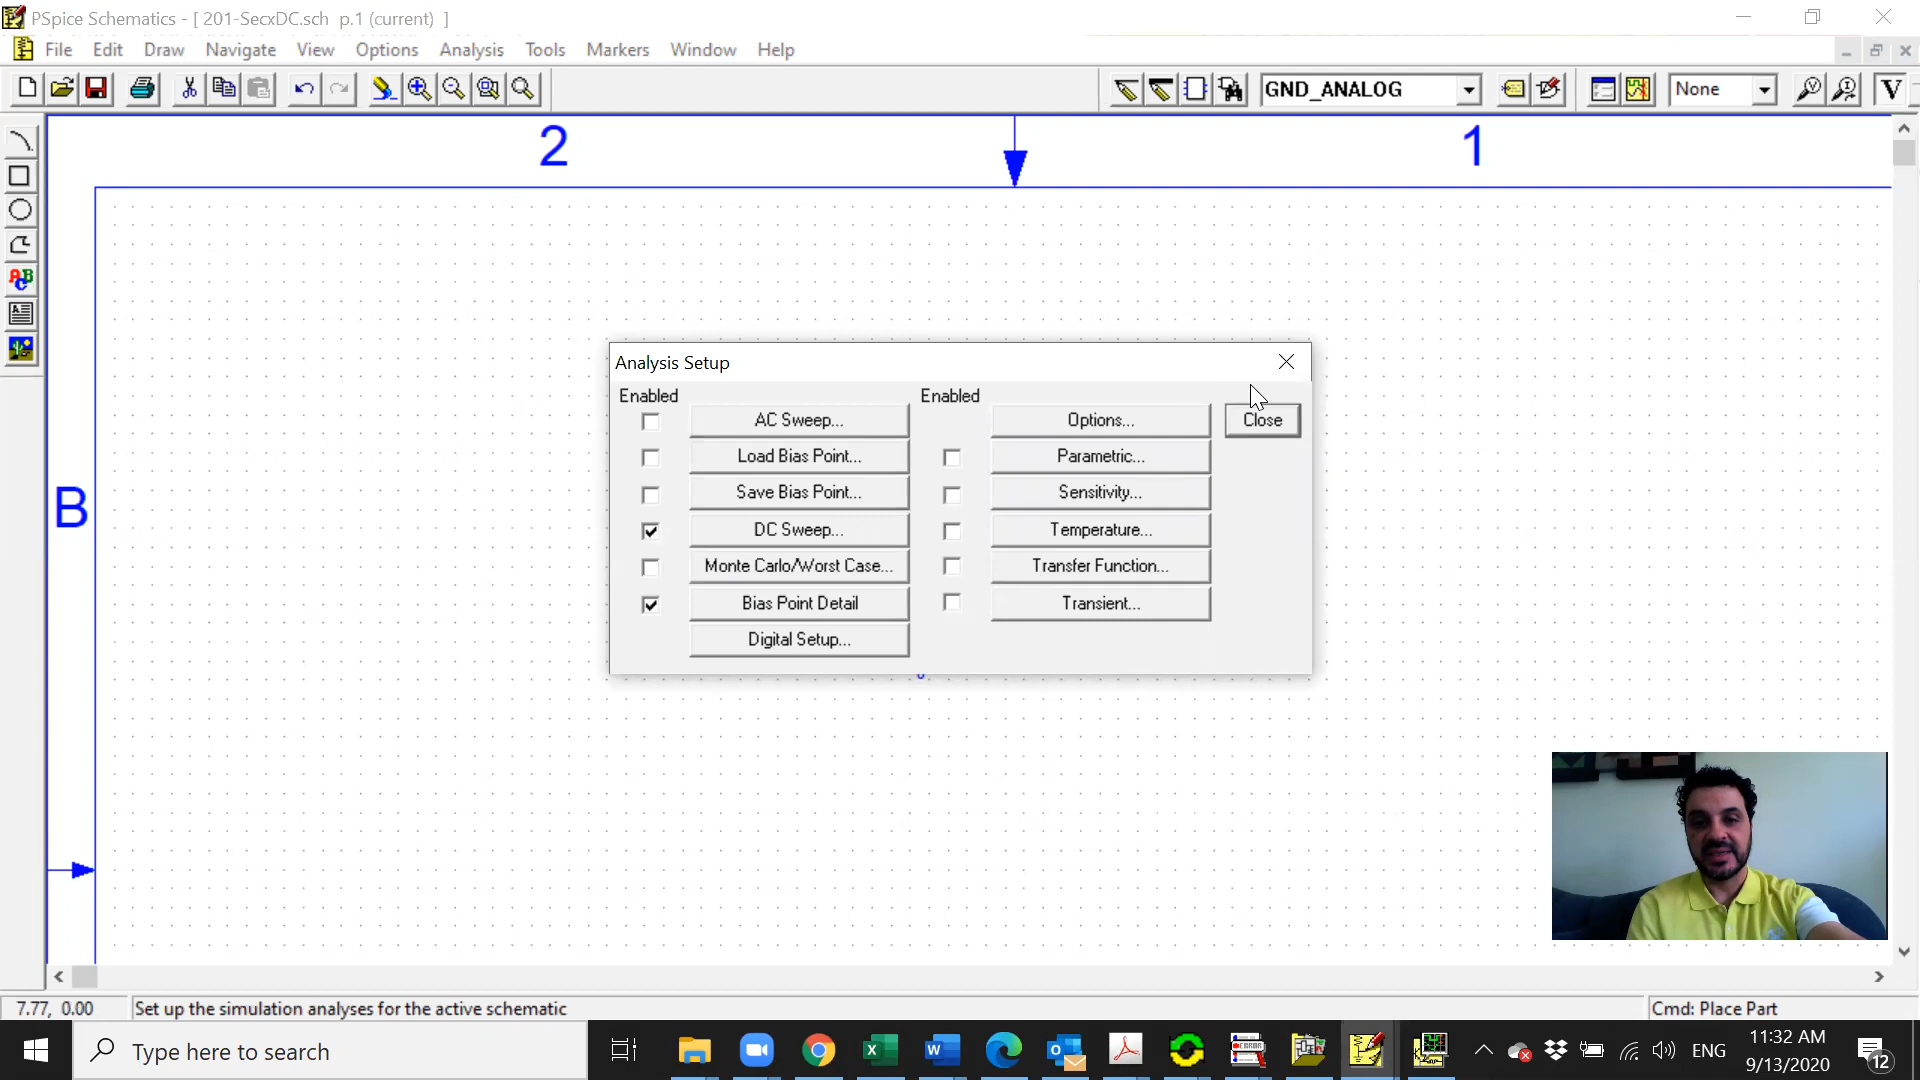 PSpice Schematics - [ 201-SecxDC.sch p.1 (current) ]
File Edit Draw Navigate View Options Analysis Tools Markers Window Help
GND_ANALOG None V
ABC
2 1
B
Analysis Setup
Enabled Enabled
AC Sweep... Options... Close
Load Bias Point... Parametric...
Save Bias Point... Sensitivity...
DC Sweep... Temperature...
Monte Carlo/Worst Case... Transfer Function...
Bias Point Detail Transient...
Digital Setup...
7.77, 0.00 Set up the simulation analyses for the active schematic Cmd: Place Part
Type here to search ENG 11:32 AM
9/13/2020 12